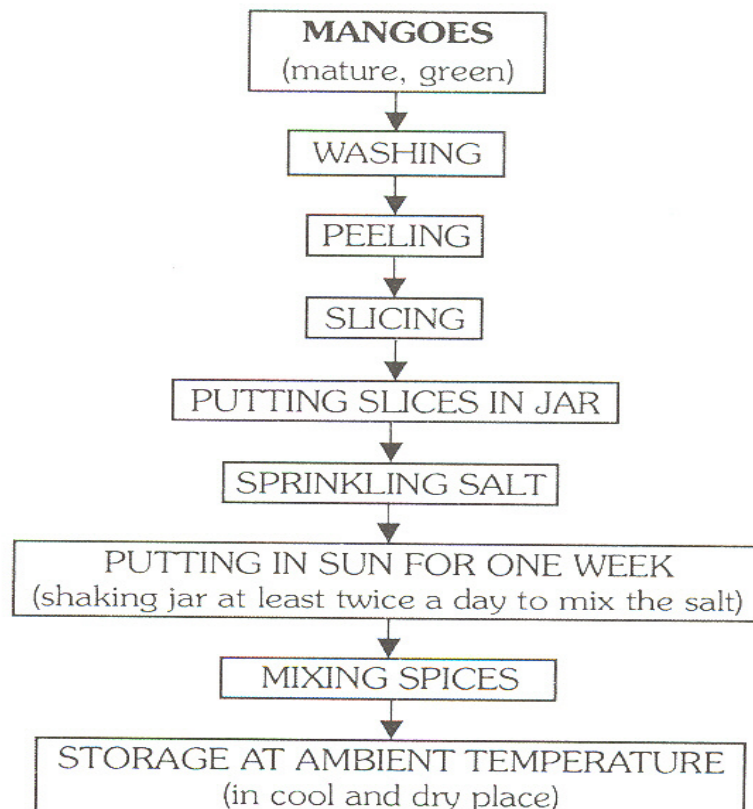 MANGOES
(mature, green)
WASHING
PEELING
SLICING
PUTTING SLICES IN JAR
SPRINKLING SALT
PUTTING IN SUN FOR ONE WEEK
(shaking jar at least twice a day to mix the salt)
MIXING SPICES
STORAGE AT AMBIENT TEMPERATURE
(in cool and dry place)